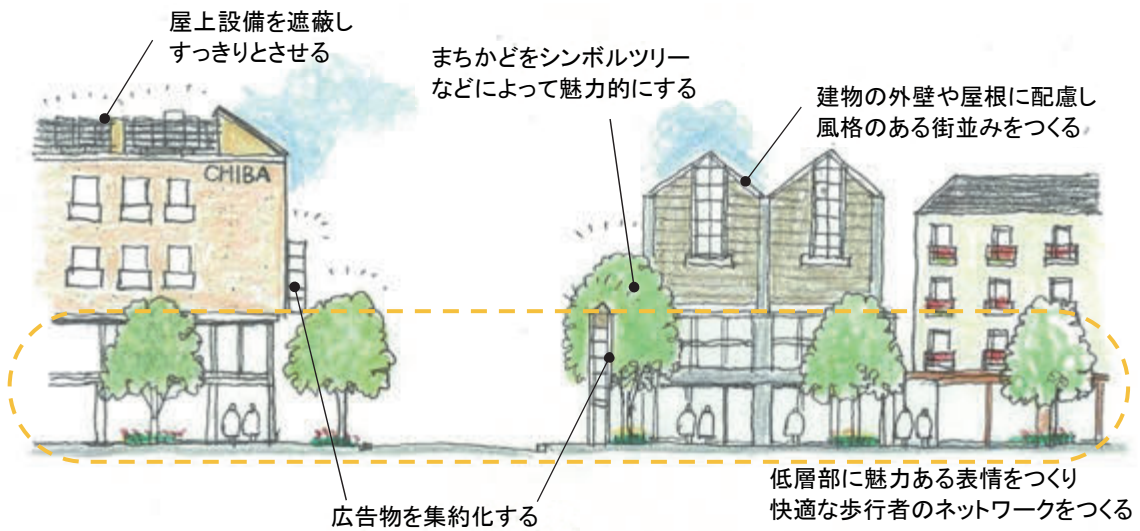 屋上設備を遮蔽し
すっきりとさせる
まちかどをシンボルツリー
などによって魅力的にする
建物の外壁や屋根に配慮し
風格のある街並みをつくる
CHIBA
広告物を集約化する
低層部に魅力ある表情をつくり
快適な歩行者のネットワークをつくる